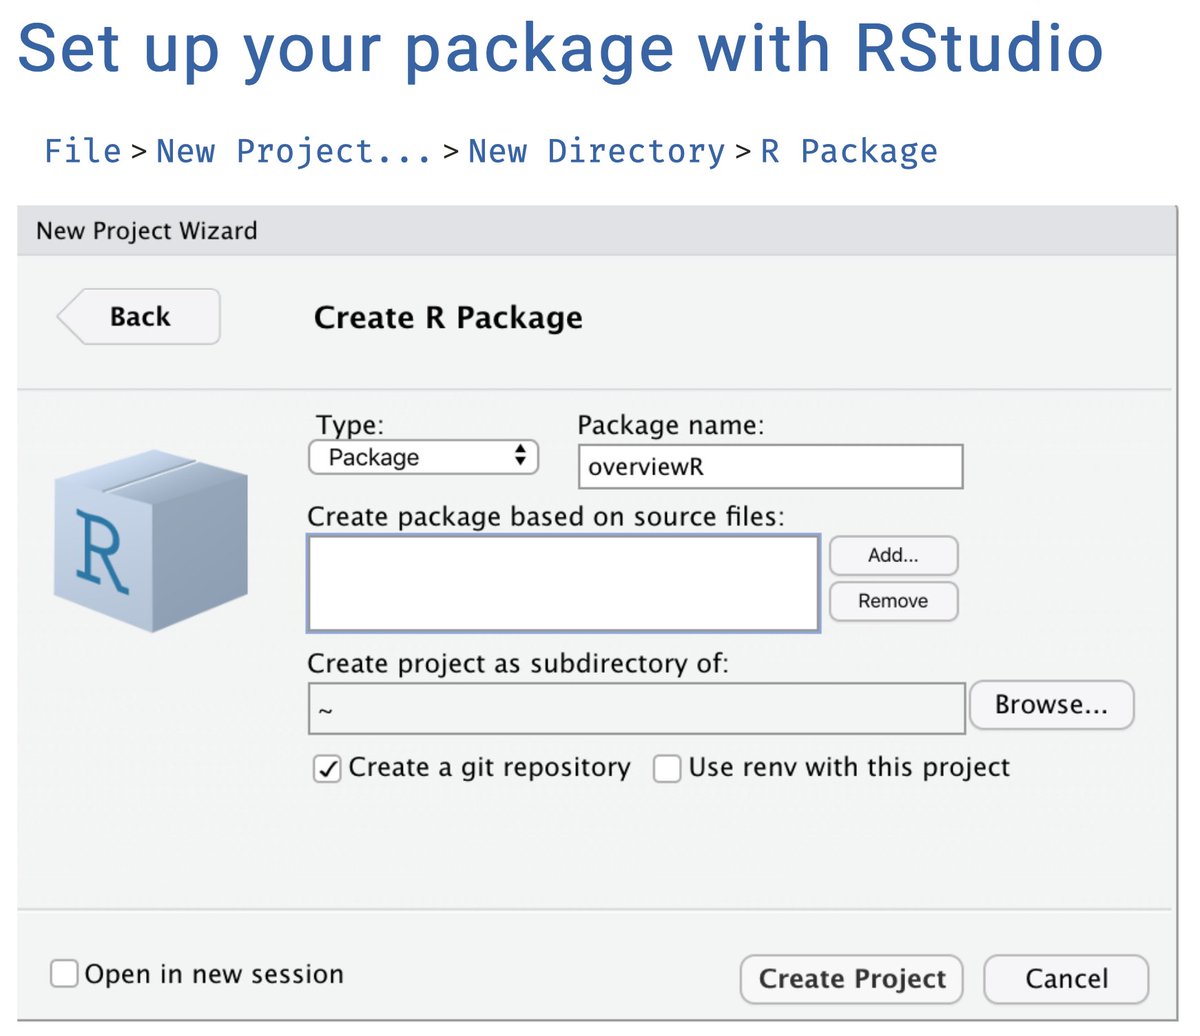 Set up your package with RStudio
File > New Project... > New Directory > R Package
New Project Wizard
Back
Create R Package
Type:
Package name:
Package
overviewR
Create package based on source files:
Add...
Remove
R
Create project as subdirectory of:
~
Browse...
Create a git repository
Use renv with this project
Open in new session
Create Project
Cancel